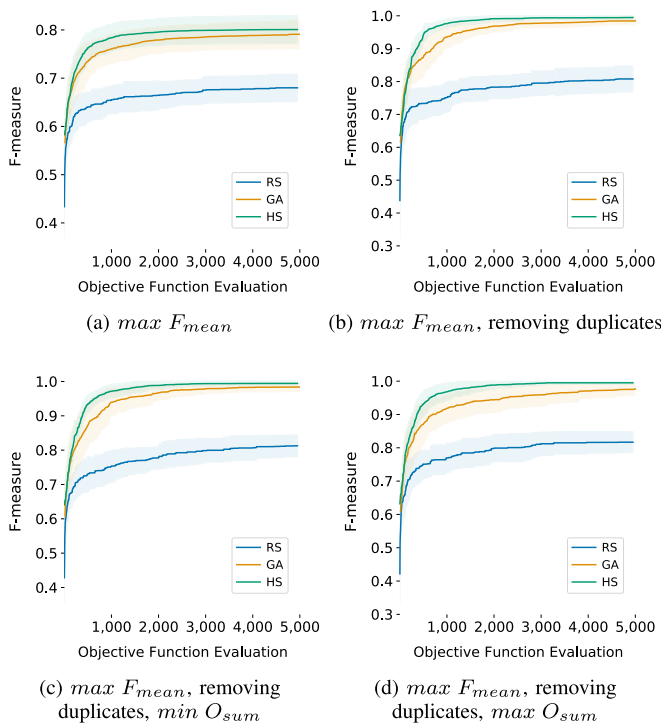 0.8
0.7
0.6
0.5
0.4
F-measure
RS
GA
HS
1,000 2,000 3,000 4,000 5,000
Objective Function Evaluation
(a) max F_mean
1.0
0.9
0.8
0.7
0.6
0.5
0.4
0.3
F-measure
RS
GA
HS
1,000 2,000 3,000 4,000 5,000
Objective Function Evaluation
(b) max F_mean, removing duplicates
1.0
0.9
0.8
0.7
0.6
0.5
0.4
F-measure
RS
GA
HS
1,000 2,000 3,000 4,000 5,000
Objective Function Evaluation
(c) max F_mean, removing
duplicates, min O_sum
1.0
0.9
0.8
0.7
0.6
0.5
0.4
0.3
F-measure
RS
GA
HS
1,000 2,000 3,000 4,000 5,000
Objective Function Evaluation
(d) max F_mean, removing
duplicates, max O_sum